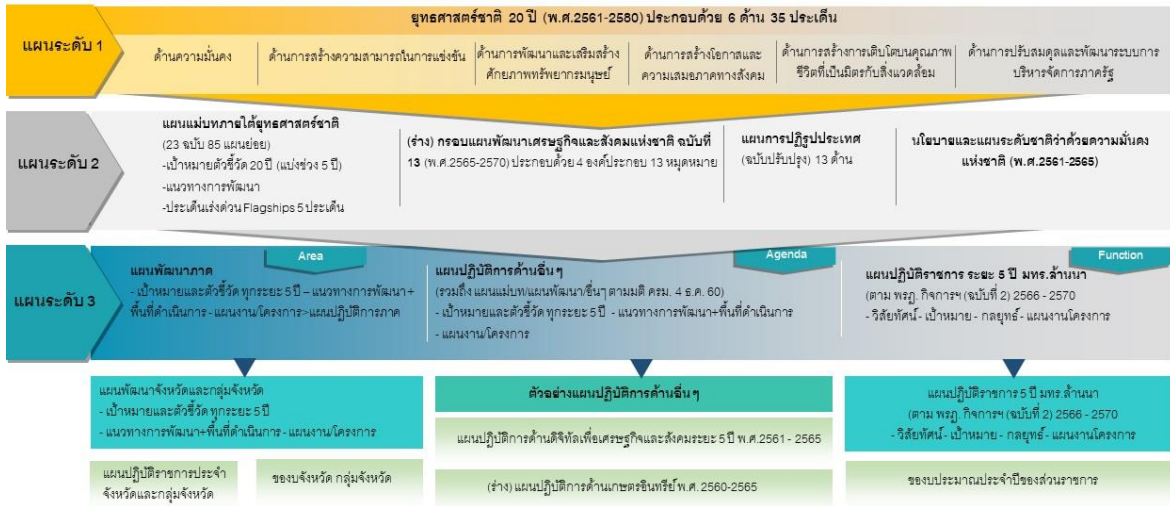 แผนระดับ 1
ยุทธศาสตร์ชาติ 20 ปี (พ.ศ.2561-2580) ประกอบด้วย 6 ด้าน 35 ประเด็น
ด้านความมั่นคง
ด้านการสร้างความสามารถในการแข่งขัน
ด้านการพัฒนาและเสริมสร้าง
ศักยภาพทรัพยากรมนุษย์
ด้านการสร้างโอกาสและ
ความเสมอภาคทางสังคม
ด้านการสร้างการเติบโตบนคุณภาพ
ชีวิตที่เป็นมิตรกับสิ่งแวดล้อม
ด้านการปรับสมดุลและพัฒนาระบบการ
บริหารจัดการภาครัฐ
แผนระดับ 2
แผนแม่บทภายใต้ยุทธศาสตร์ชาติ
(23 ฉบับ 85 แผนย่อย)
-เป้าหมายตัวชี้วัด 20 ปี (แบ่งช่วง 5 ปี)
-แนวทางการพัฒนา
-ประเด็นเร่งด่วน Flagships 5 ประเด็น
(ร่าง) กรอบแผนพัฒนาเศรษฐกิจและสังคมแห่งชาติ ฉบับที่
13 (พ.ศ.2565-2570) ประกอบด้วย 4 องค์ประกอบ 13 หมุดหมาย
แผนการปฏิรูปประเทศ
(ฉบับปรับปรุง) 13 ด้าน
นโยบายและแผนระดับชาติว่าด้วยความมั่นคง
แห่งชาติ (พ.ศ.2561-2565)
แผนระดับ 3
Area
แผนพัฒนาภาค
- เป้าหมายและตัวชี้วัด ทุกระยะ 5 ปี – แนวทางการพัฒนา+
พื้นที่ดำเนินการ - แผนงาน/โครงการ>แผนปฏิบัติการภาค
Agenda
แผนปฏิบัติการด้านอื่น ๆ
(รวมถึง แผนแม่บท/แผนพัฒนา/อื่นๆ ตามมติ ครม. 4 ธ.ค. 60)
- เป้าหมายและตัวชี้วัด ทุกระยะ 5 ปี - แนวทางการพัฒนา+พื้นที่ดำเนินการ
- แผนงาน/โครงการ
Function
แผนปฏิบัติราชการ ระยะ 5 ปี มทร.ล้านนา
(ตาม พรฎ. กิจการฯ (ฉบับที่ 2) 2566 - 2570
- วิสัยทัศน์ - เป้าหมาย - กลยุทธ์ - แผนงานโครงการ
แผนพัฒนาจังหวัดและกลุ่มจังหวัด
- เป้าหมายและตัวชี้วัด ทุกระยะ 5 ปี
- แนวทางการพัฒนา+พื้นที่ดำเนินการ - แผนงาน/โครงการ
ตัวอย่างแผนปฏิบัติการด้านอื่น ๆ
แผนปฏิบัติราชการ 5 ปี มทร.ล้านนา
(ตาม พรฎ. กิจการฯ (ฉบับที่ 2) 2566 - 2570
- วิสัยทัศน์ - เป้าหมาย - กลยุทธ์ - แผนงานโครงการ
แผนปฏิบัติการด้านดิจิทัลเพื่อเศรษฐกิจและสังคมระยะ 5 ปี พ.ศ.2561 - 2565
แผนปฏิบัติราชการประจำ
จังหวัดและกลุ่มจังหวัด
ของบจังหวัด กลุ่มจังหวัด
(ร่าง) แผนปฏิบัติการด้านเกษตรอินทรีย์ พ.ศ. 2560-2565
ของบประมาณประจำปีของส่วนราชการ